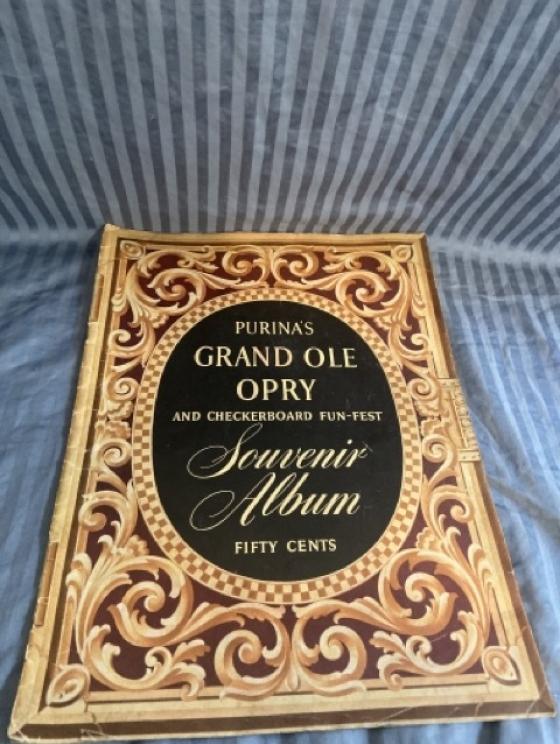 PURINA'S
GRAND OLE
OPRY
AND CHECKERBOARD FUN-FEST
Souvenir
Album
FIFTY CENTS